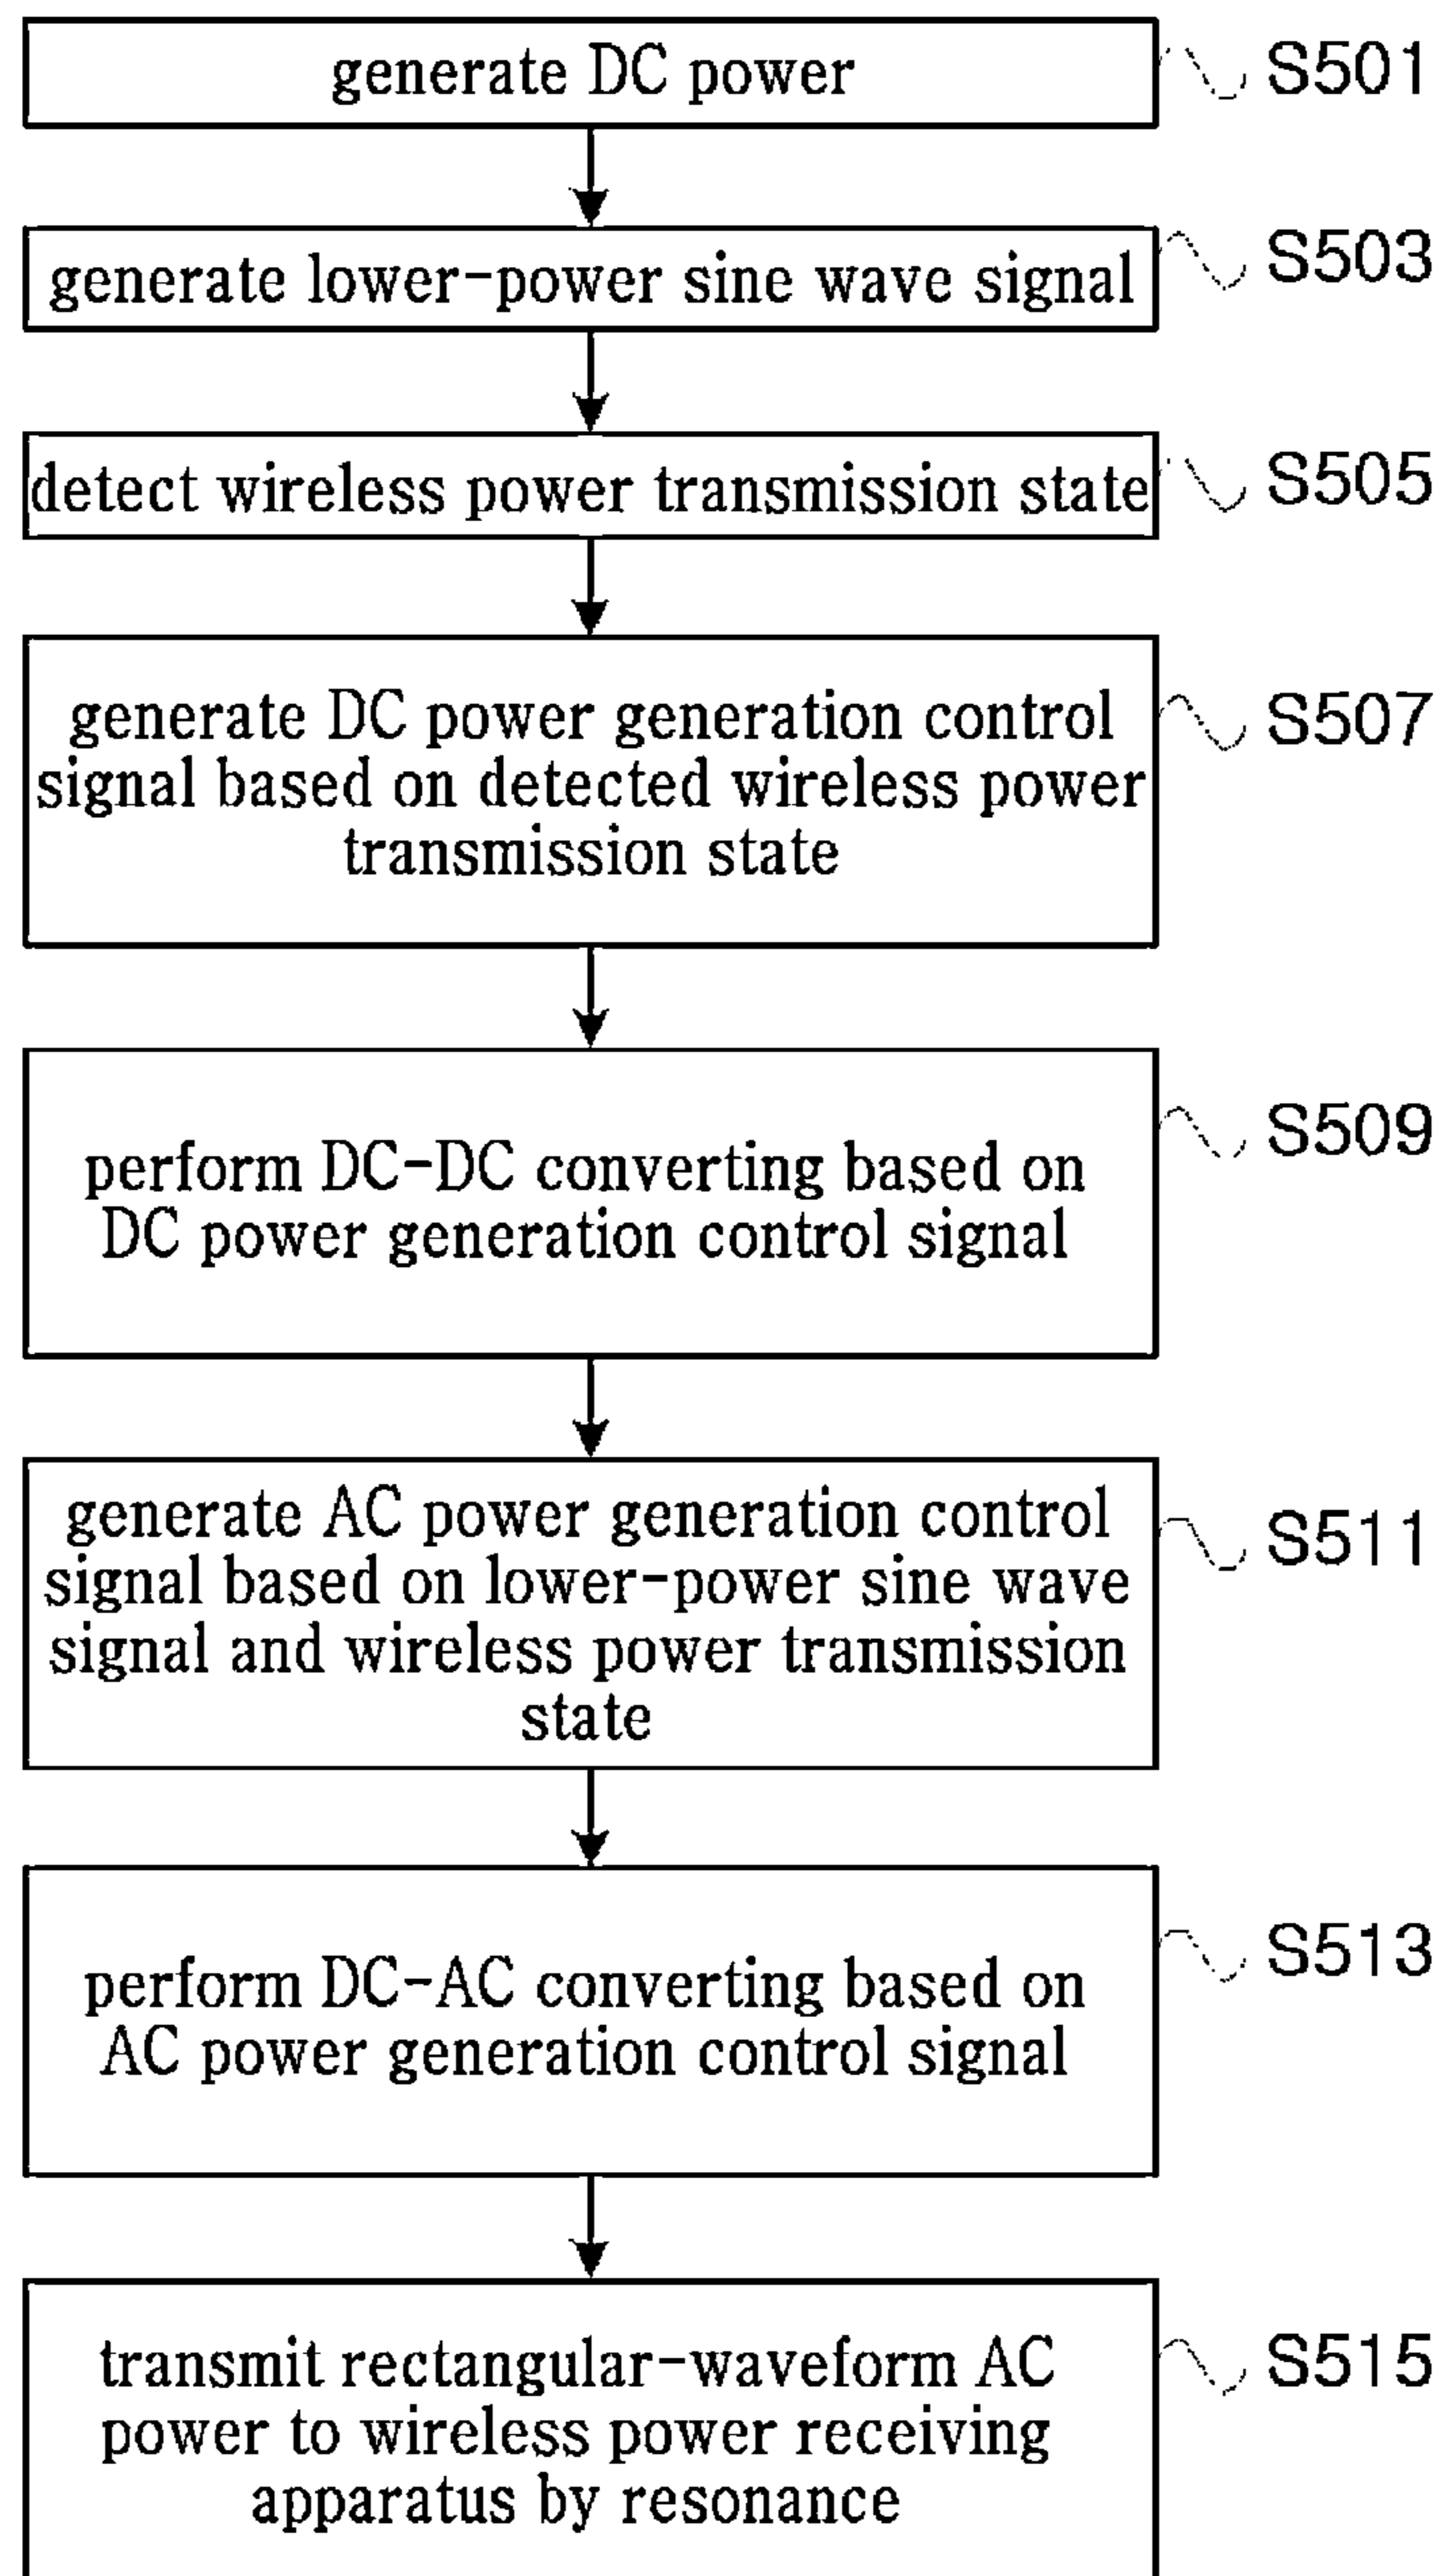 generate DC power
S501
generate lower-power sine wave signal
S503
detect wireless power transmission state
S505
generate DC power generation control
signal based on detected wireless power
transmission state
S507
perform DC-DC converting based on
DC power generation control signal
S509
generate AC power generation control
signal based on lower-power sine wave
signal and wireless power transmission
state
S511
perform DC-AC converting based on
AC power generation control signal
S513
transmit rectangular-waveform AC
power to wireless power receiving
apparatus by resonance
S515